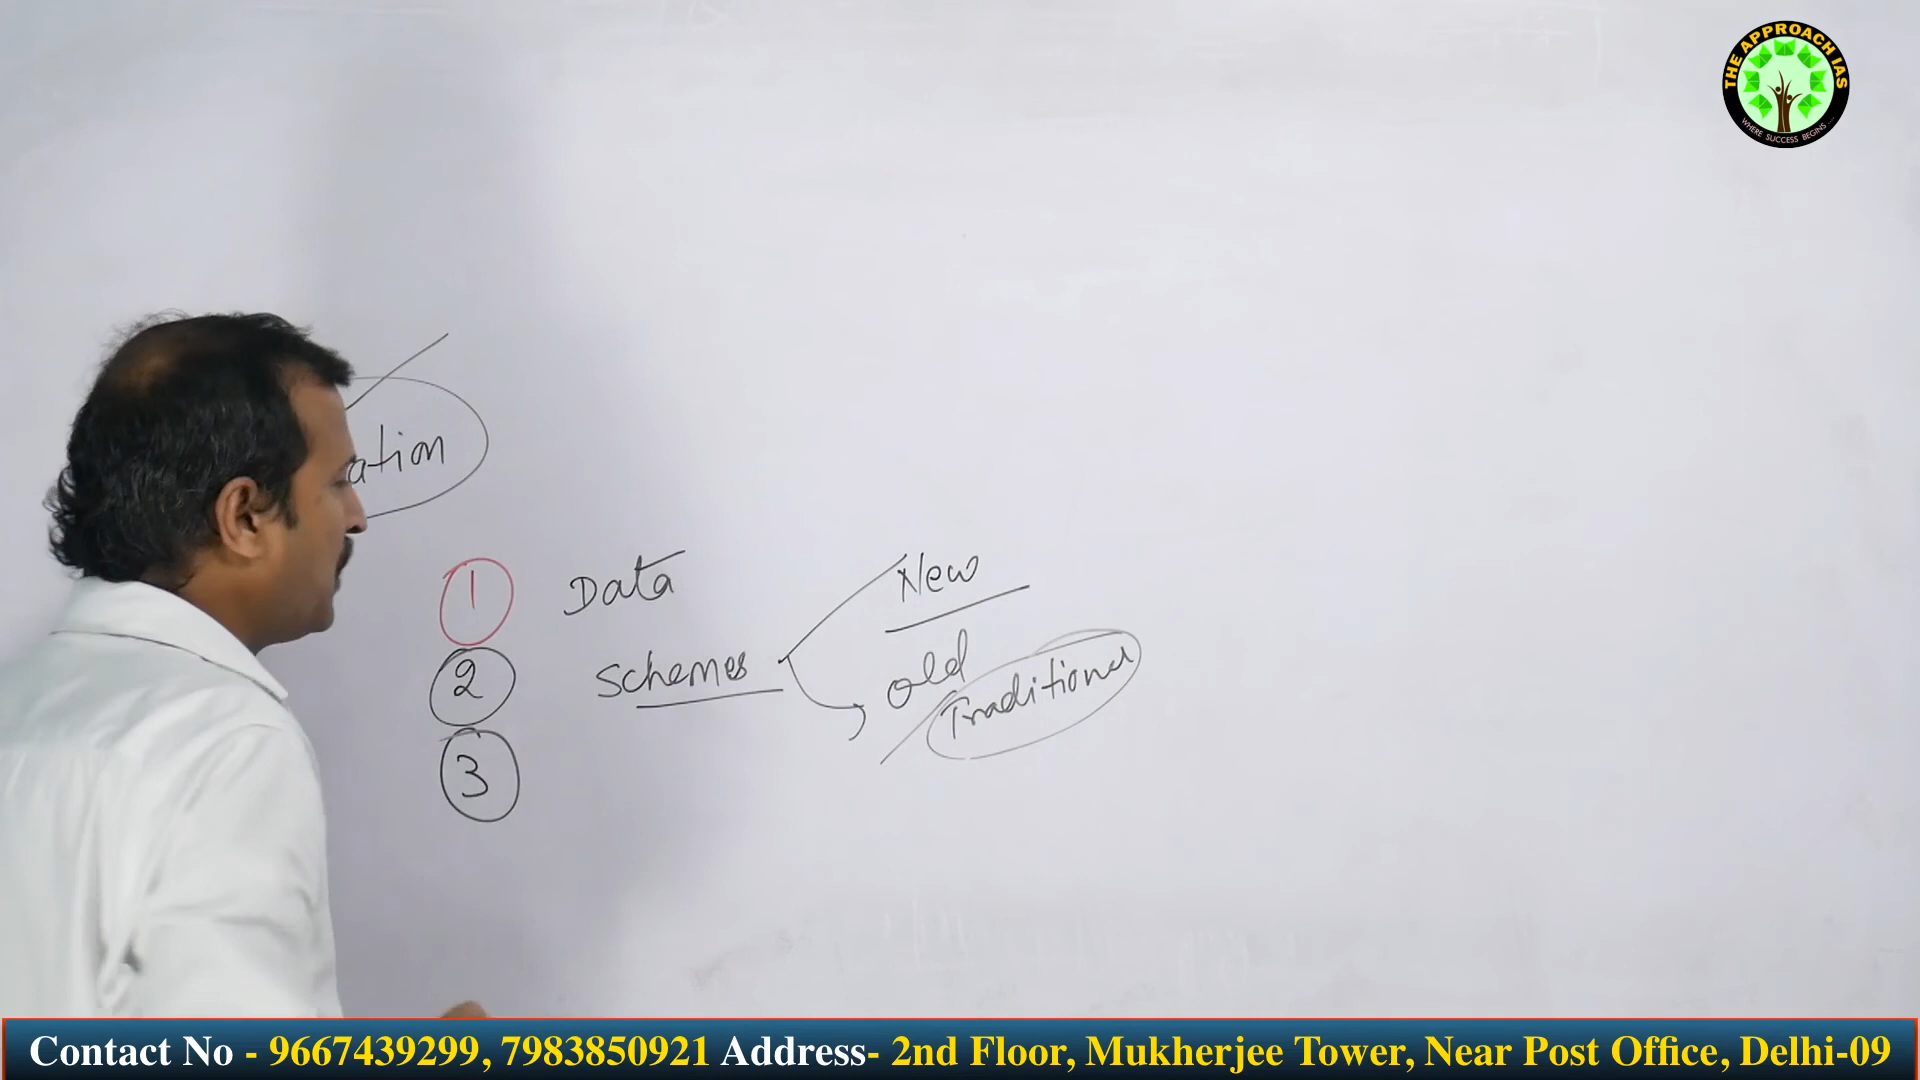 THE APPROACH IAS
WHERE SUCCESS BEGINS ....
ation
1 Data
2 Schemes
New
old
Traditional
3
Contact No - 9667439299, 7983850921 Address- 2nd Floor, Mukherjee Tower, Near Post Office, Delhi-09